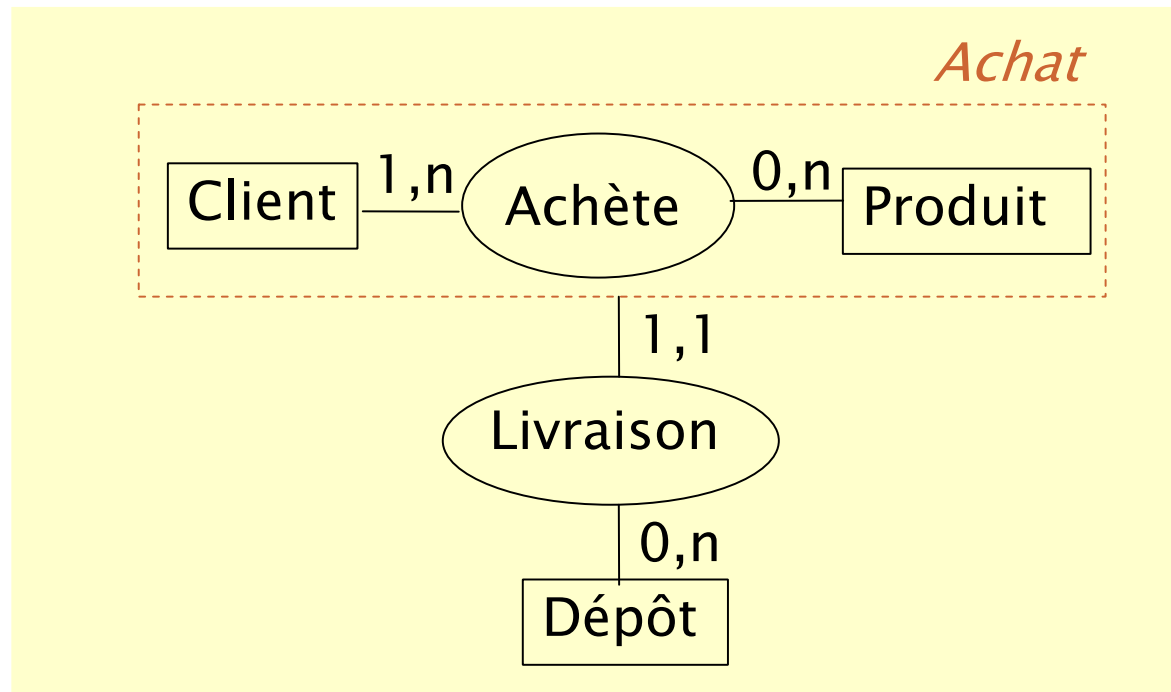 Achat
Client
1,n
Achète
0,n
Produit
1,1
Livraison
0,n
Dépôt